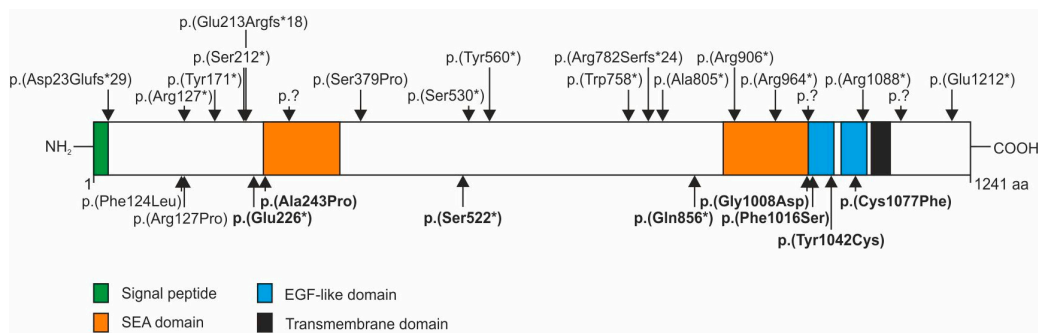 p.(Glu213Argfs*18)
p.(Ser212*) p.(Tyr560*) p.(Arg782Serfs*24) p.(Arg906*)
p.(Asp23Glufs*29) p.(Tyr171*) p.(Ser379Pro) p.(Trp758*) p.(Ala805*) p.(Arg964*) p.(Arg1088*) p.(Glu1212*)
p.(Arg127*) p.? p.(Ser530*) p.? p.?
NH2 COOH
1 1241 aa
p.(Phe124Leu) p.(Ala243Pro) p.(Gly1008Asp) p.(Cys1077Phe)
p.(Arg127Pro) p.(Glu226*) p.(Ser522*) p.(Gln856*) p.(Phe1016Ser)
p.(Tyr1042Cys)
Signal peptide EGF-like domain
SEA domain Transmembrane domain